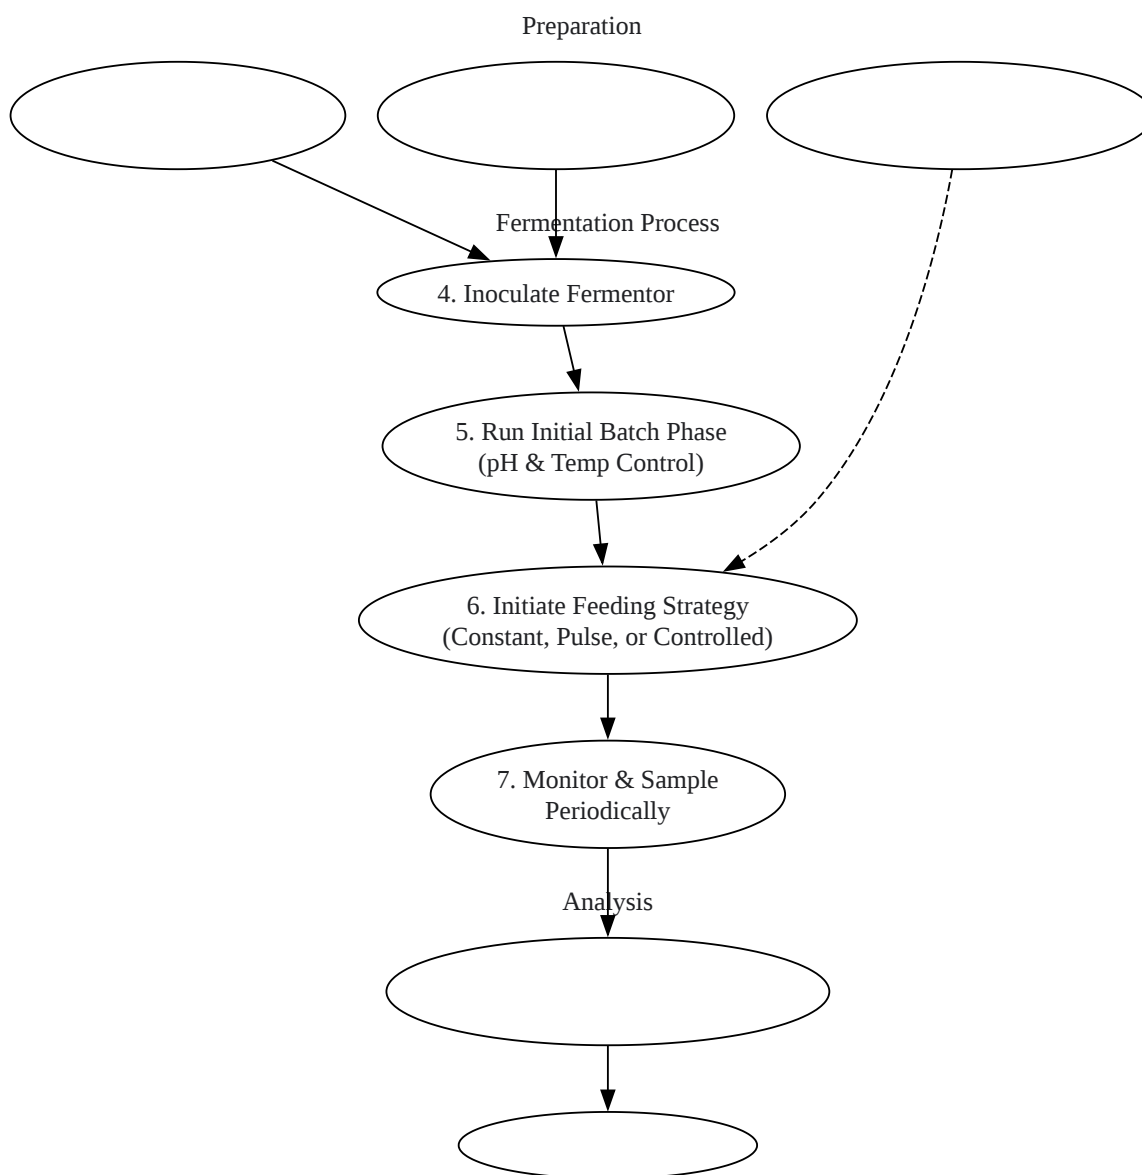 Preparation
Fermentation Process
4. Inoculate Fermentor
5. Run Initial Batch Phase
(pH & Temp Control)
6. Initiate Feeding Strategy
(Constant, Pulse, or Controlled)
7. Monitor & Sample
Periodically
Analysis